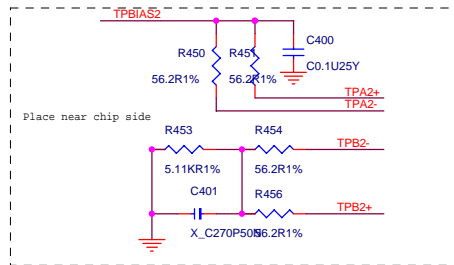 TPBIAS2
R450
R451
C400
56.2R1%
56.2R1%
C0.1U25Y
TPA2+
TPA2-
Place near chip side
R453
R454
TPB2-
5.11KR1%
56.2R1%
C401
R456
TPB2+
X_C270P50N
56.2R1%